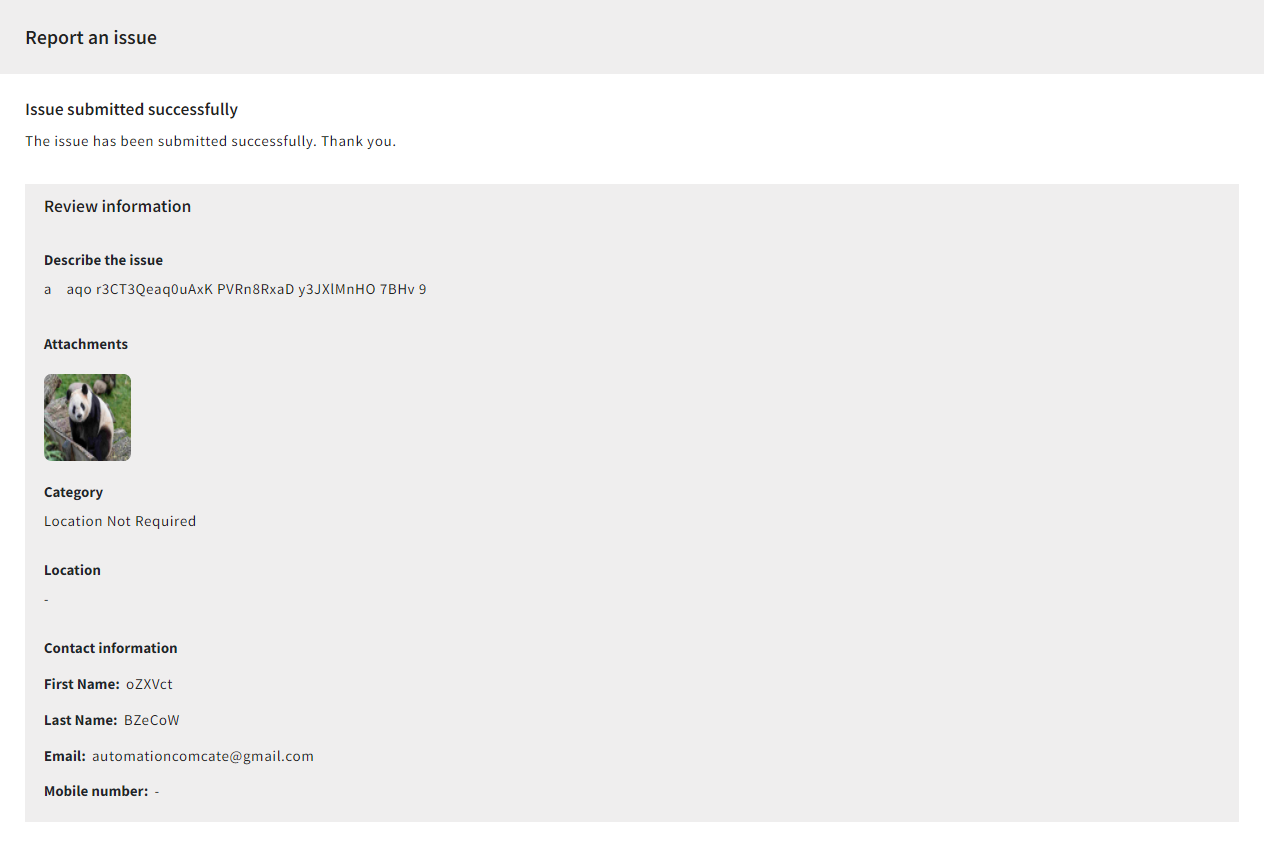 Report an issue
Issue submitted successfully
The issue has been submitted successfully. Thank you.
Review information
Describe the issue
a   aqo r3CT3Qeaq0uAxK PVRn8RxaD y3JXlMnHO 7BHv 9
Attachments
Category
Location Not Required
Location
-
Contact information
First Name: oZXVct
Last Name: BZeCoW
Email: automationcomcate@gmail.com
Mobile number: -